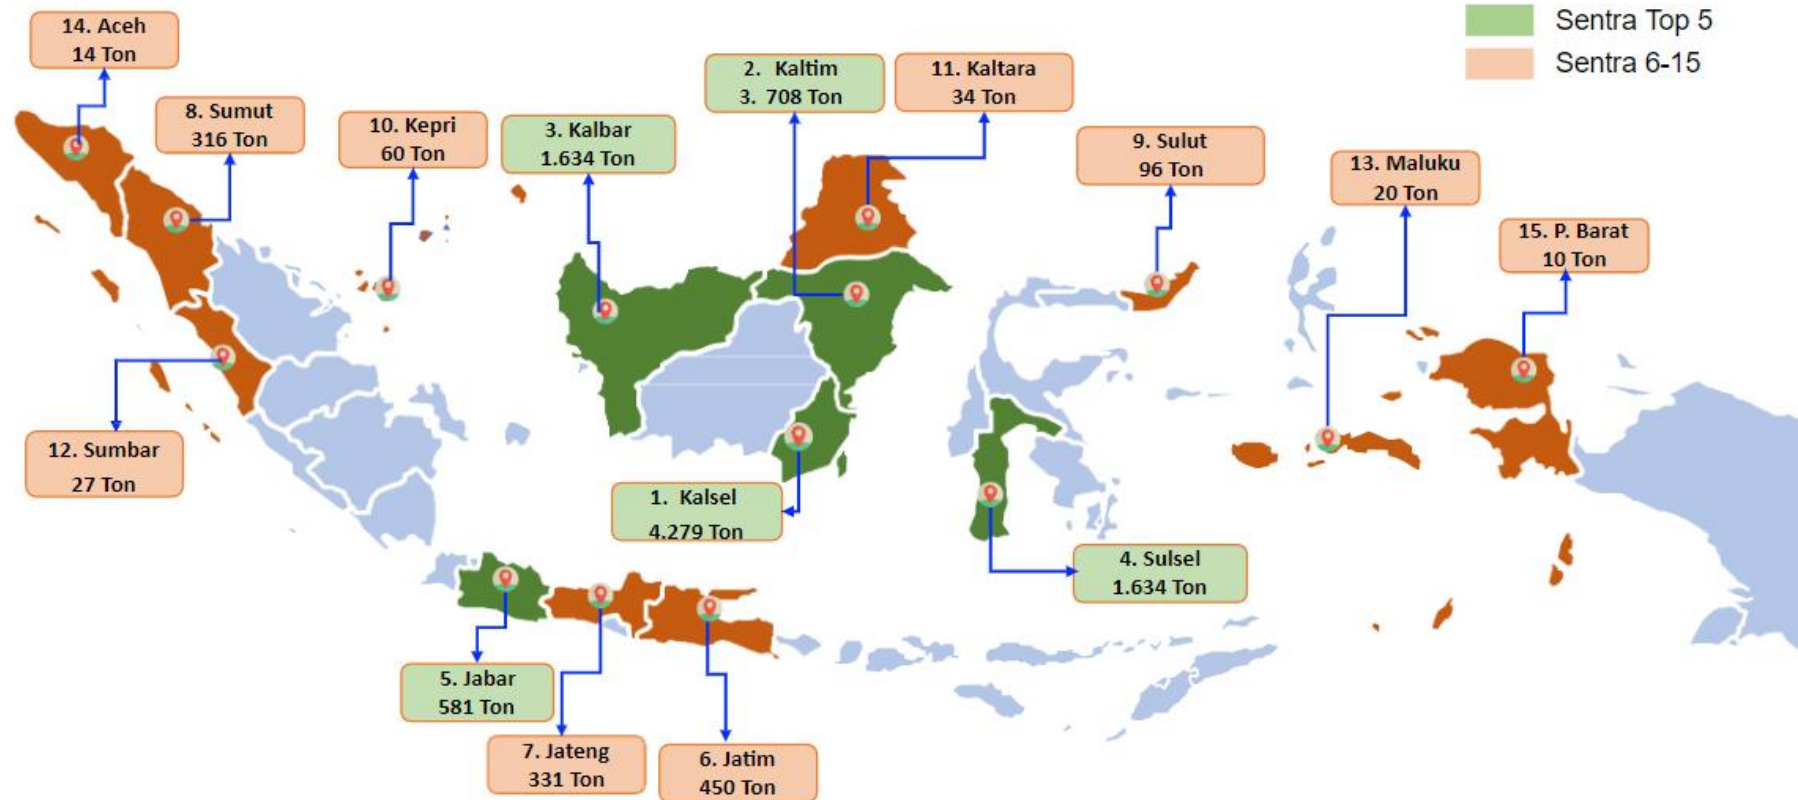 Sentra Top 5
Sentra 6-15
14. Aceh
14 Ton
8. Sumut
316 Ton
10. Kepri
60 Ton
3. Kalbar
1.634 Ton
2. Kaltim
3. 708 Ton
11. Kaltara
34 Ton
9. Sulut
96 Ton
13. Maluku
20 Ton
15. P. Barat
10 Ton
12. Sumbar
27 Ton
1. Kalsel
4.279 Ton
4. Sulsel
1.634 Ton
5. Jabar
581 Ton
7. Jateng
331 Ton
6. Jatim
450 Ton